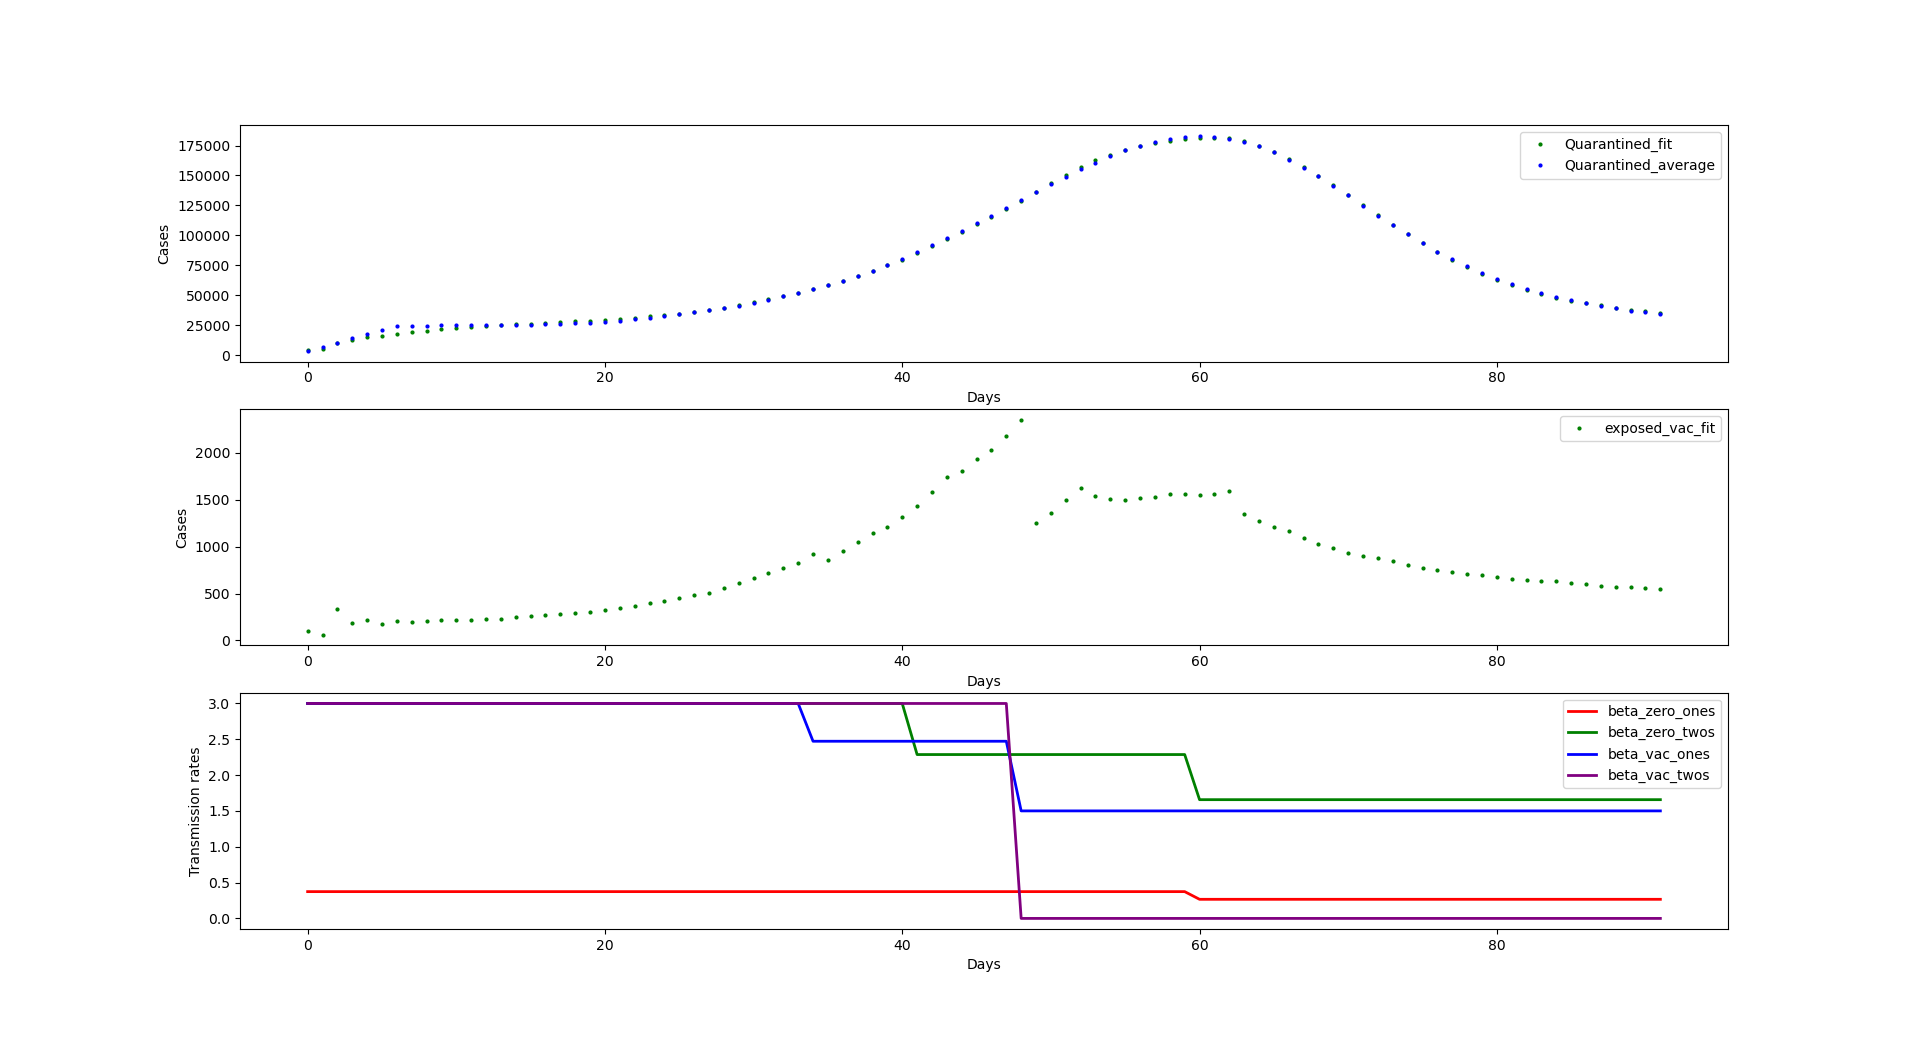 175000
150000
125000
100000
75000
50000
25000
0
Cases
Quarantined_fit
Quarantined_average
0 20 40 60 80
Days
2000
1500
1000
500
0
Cases
exposed_vac_fit
0 20 40 60 80
Days
3.0
2.5
2.0
1.5
1.0
0.5
0.0
Transmission rates
beta_zero_ones
beta_zero_twos
beta_vac_ones
beta_vac_twos
0 20 40 60 80
Days